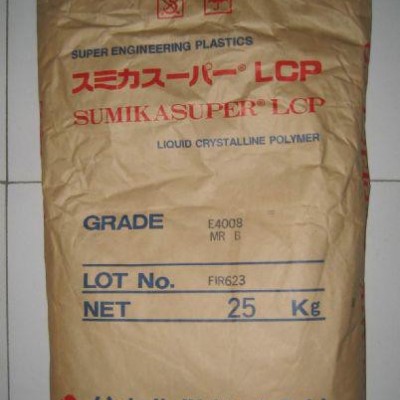 SUPER ENGINEERING PLASTICS
スミカスーパー® LCP
SUMIKASUPER® LCP
LIQUID CRYSTALLINE POLYMER
GRADE E4008
MR B
LOT No. FIR623
NET 25 Kg